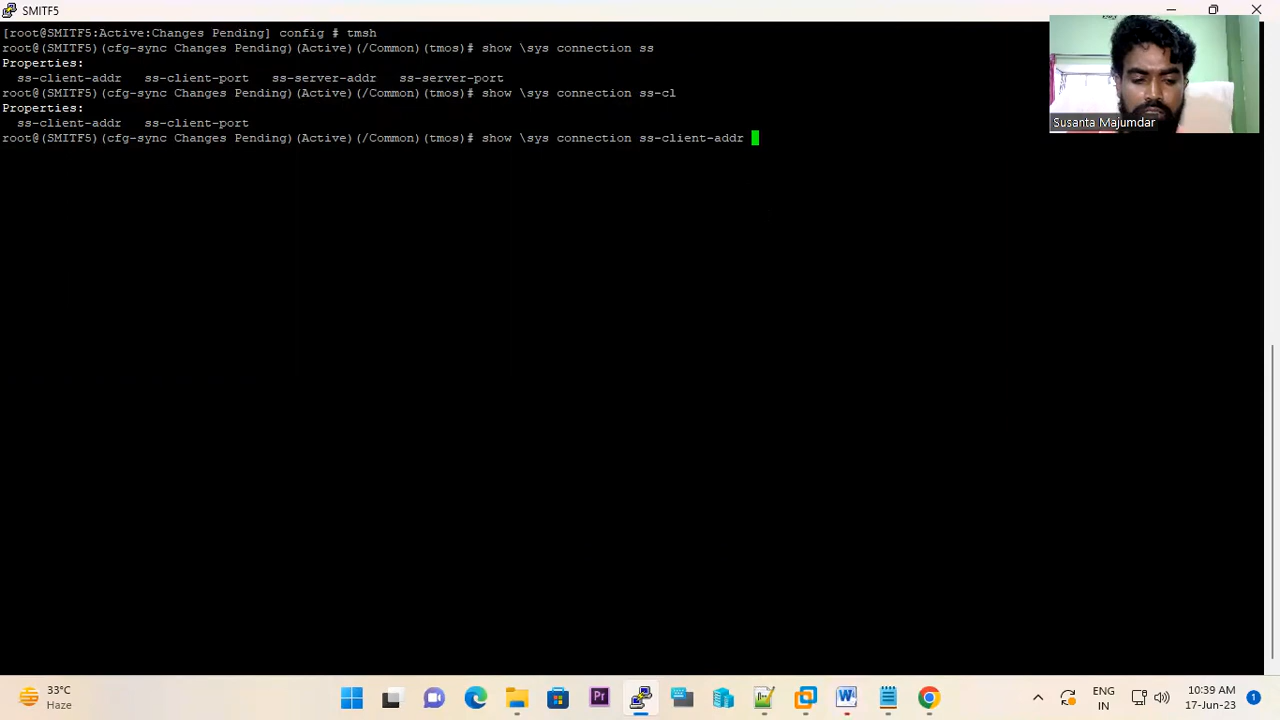 SMITF5
[root@SMITF5:Active:Changes Pending] config # tmsh
root@(SMITF5)(cfg-sync Changes Pending)(Active)(/Common)(tmos)# show \sys connection ss
Properties:
  ss-client-addr   ss-client-port   ss-server-addr   ss-server-port
root@(SMITF5)(cfg-sync Changes Pending)(Active)(/Common)(tmos)# show \sys connection ss-cl
Properties:
  ss-client-addr   ss-client-port
root@(SMITF5)(cfg-sync Changes Pending)(Active)(/Common)(tmos)# show \sys connection ss-client-addr
Susanta Majumdar
33°C
Haze
Pr
W
ENG
IN
10:39 AM
17-Jun-23
1